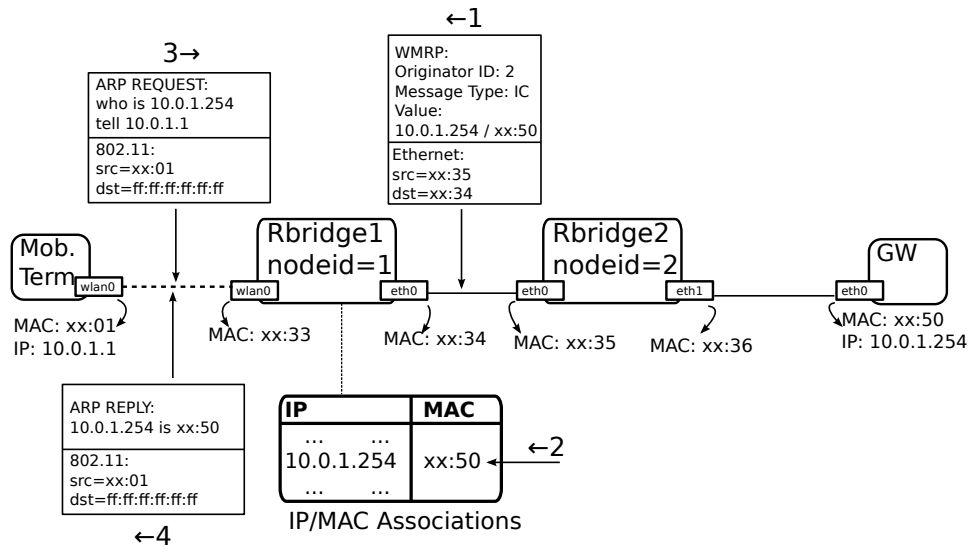 ←1
3→
WMRP:
Originator ID: 2
Message Type: IC
Value:
10.0.1.254 / xx:50
Ethernet:
src=xx:35
dst=xx:34
ARP REQUEST:
who is 10.0.1.254
tell 10.0.1.1
802.11:
src=xx:01
dst=ff:ff:ff:ff:ff:ff
Mob.
Term
wlan0
MAC: xx:01
IP: 10.0.1.1
Rbridge1
nodeid=1
wlan0
eth0
MAC: xx:33
MAC: xx:34
Rbridge2
nodeid=2
eth0
eth1
MAC: xx:35
MAC: xx:36
GW
eth0
MAC: xx:50
IP: 10.0.1.254
ARP REPLY:
10.0.1.254 is xx:50
802.11:
src=xx:01
dst=ff:ff:ff:ff:ff:ff
←4
IP MAC
... ...
10.0.1.254 xx:50
... ...
←2
IP/MAC Associations